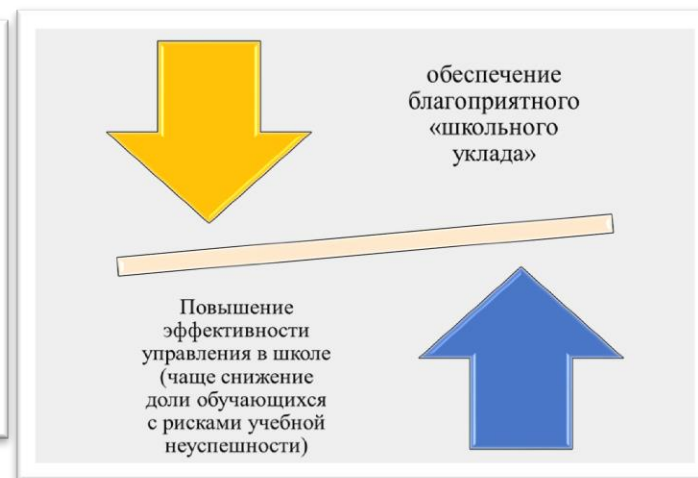 обеспечение
благоприятного
«школьного
уклада»
Повышение
эффективности
управления в школе
(чаще снижение
доли обучающихся
с рисками учебной
неуспешности)